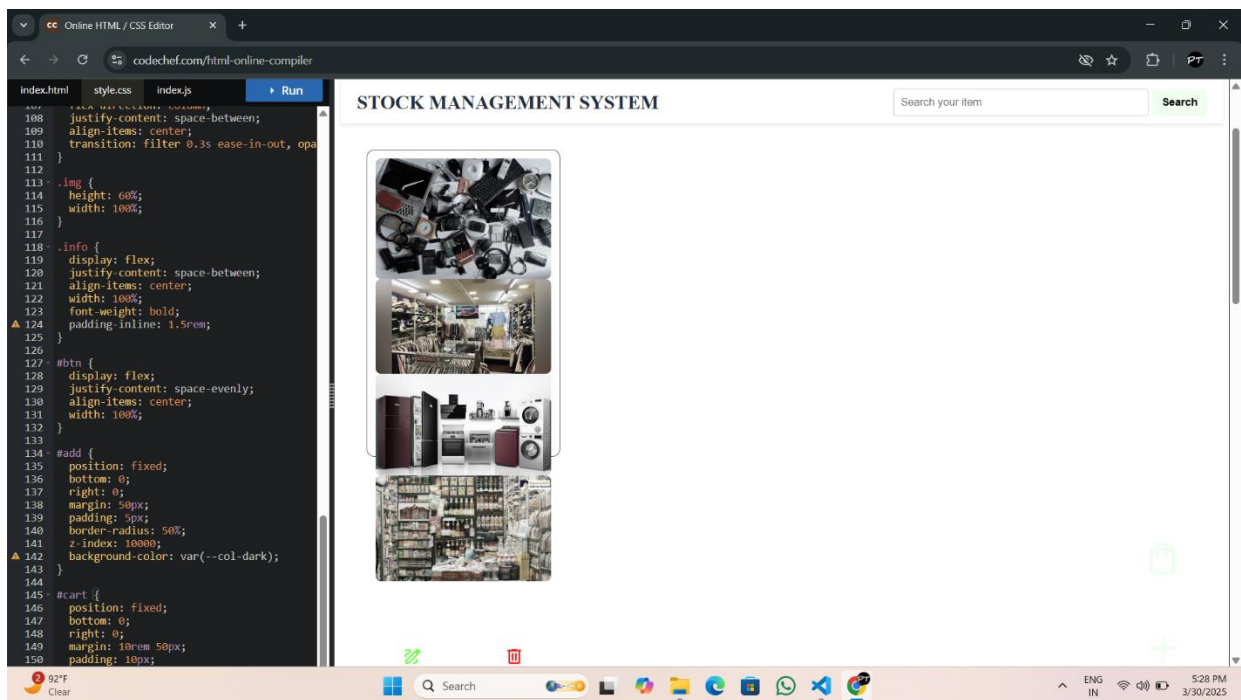 cc Online HTML / CSS Editor
codechef.com/html-online-compiler
PT
index.html style.css index.js Run
STOCK MANAGEMENT SYSTEM
Search your item
Search
108 justify-content: space-between;
109 align-items: center;
110 transition: filter 0.3s ease-in-out, opa
111 }
112
113 .img {
114 height: 60%;
115 width: 100%;
116 }
117
118 .info {
119 display: flex;
120 justify-content: space-between;
121 align-items: center;
122 width: 100%;
123 font-weight: bold;
124 padding-inline: 1.5rem;
125 }
126
127 #btn {
128 display: flex;
129 justify-content: space-evenly;
130 align-items: center;
131 width: 100%;
132 }
133
134 #add {
135 position: fixed;
136 bottom: 0;
137 right: 0;
138 margin: 50px;
139 padding: 5px;
140 border-radius: 50%;
141 z-index: 10000;
142 background-color: var(--col-dark);
143 }
144
145 #cart {
146 position: fixed;
147 bottom: 0;
148 right: 0;
149 margin: 10rem 50px;
150 padding: 10px;
2
92°F
Clear
Search
PT
ENG
IN
5:28 PM
3/30/2025